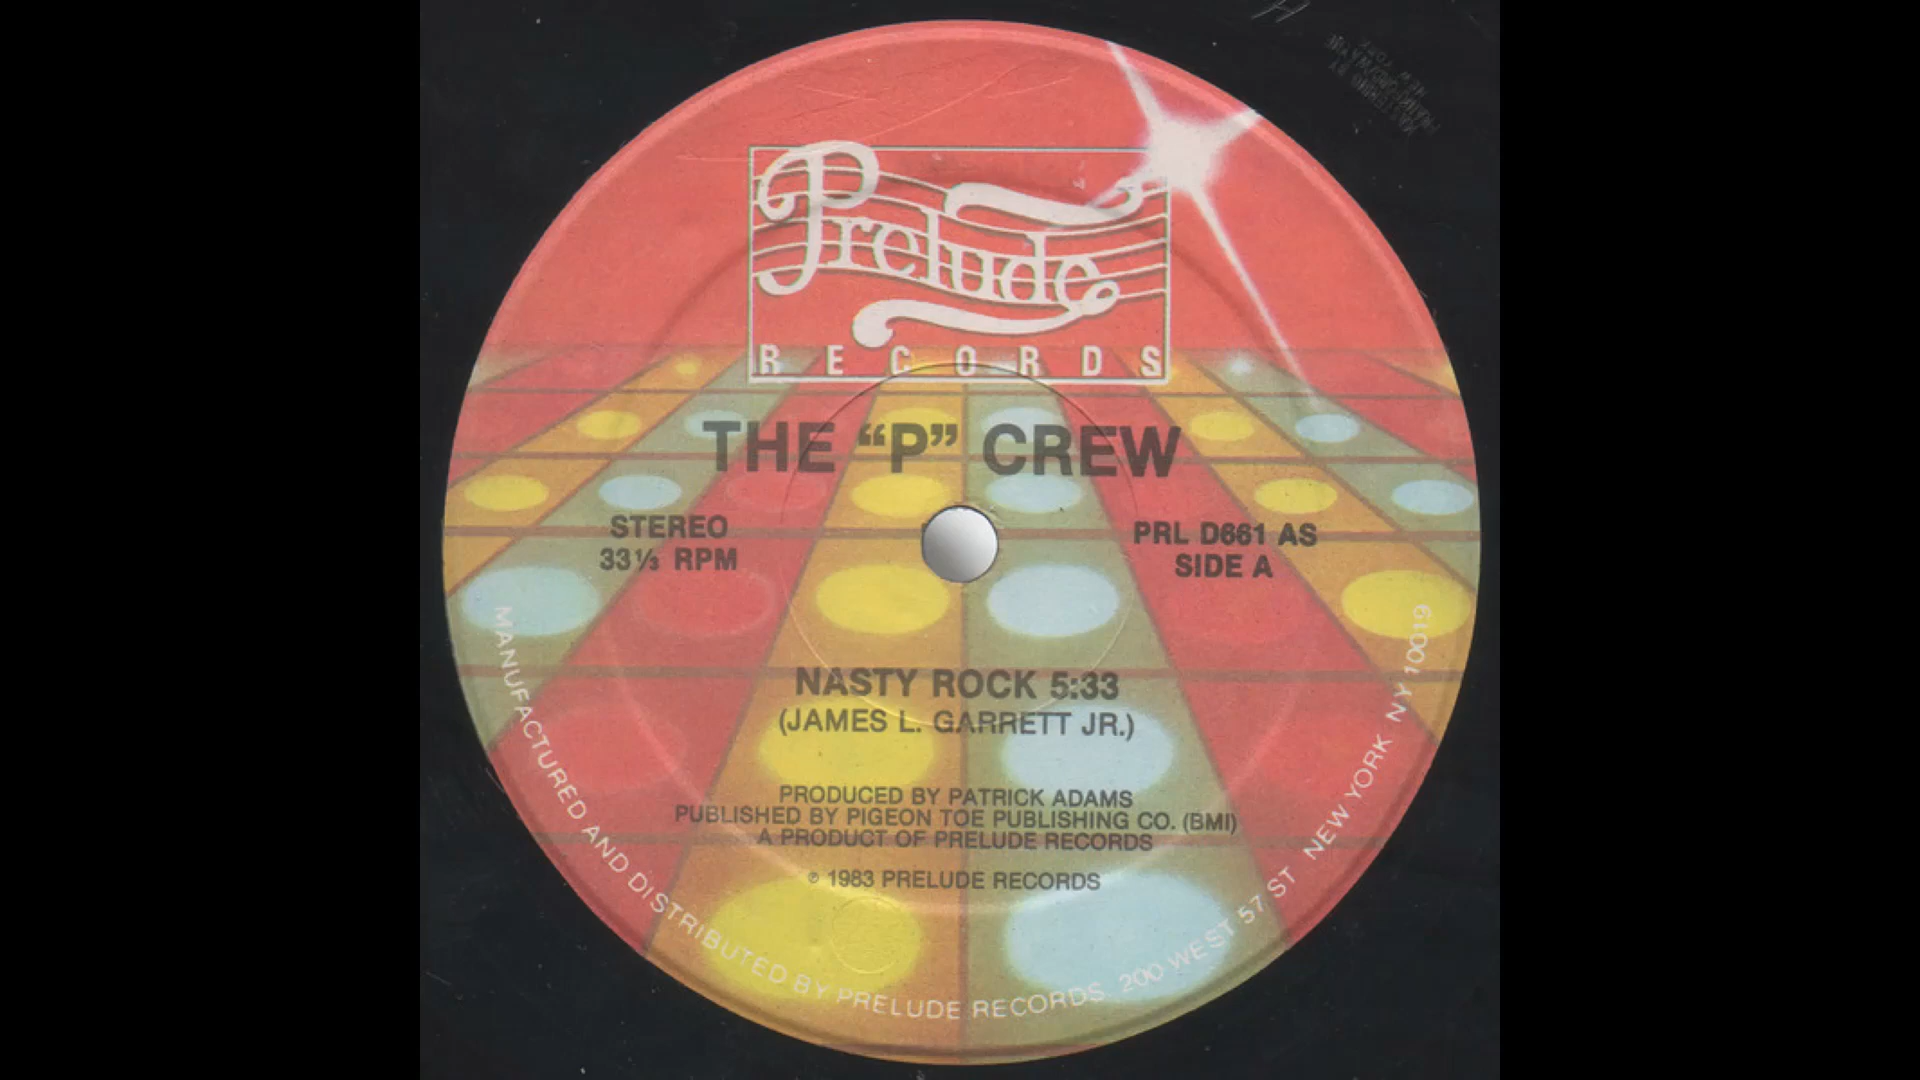 Prelude
RECORDS
THE “P” CREW
STEREO
33⅓ RPM
PRL D661 AS
SIDE A
NASTY ROCK 5:33
(JAMES L. GARRETT JR.)
PRODUCED BY PATRICK ADAMS
PUBLISHED BY PIGEON TOE PUBLISHING CO. (BMI)
A PRODUCT OF PRELUDE RECORDS
℗ 1983 PRELUDE RECORDS
MANUFACTURED AND DISTRIBUTED BY PRELUDE RECORDS 200 WEST 57 ST NEW YORK NY 10019